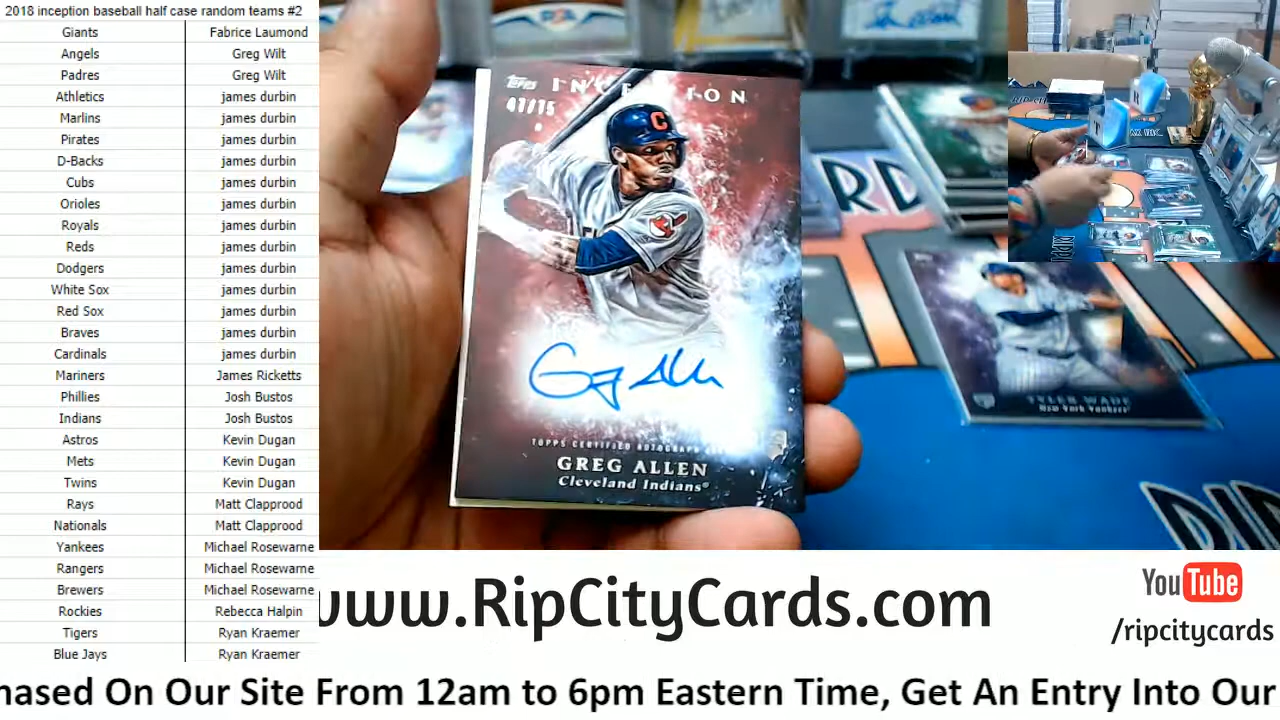 2018 inception baseball half case random teams #2
Giants Fabrice Laumond
Angels Greg Wilt
Padres Greg Wilt
Athletics james durbin
Marlins james durbin
Pirates james durbin
D-Backs james durbin
Cubs james durbin
Orioles james durbin
Royals james durbin
Reds james durbin
Dodgers james durbin
White Sox james durbin
Red Sox james durbin
Braves james durbin
Cardinals james durbin
Mariners James Ricketts
Phillies Josh Bustos
Indians Josh Bustos
Astros Kevin Dugan
Mets Kevin Dugan
Twins Kevin Dugan
Rays Matt Clapprood
Nationals Matt Clapprood
Yankees Michael Rosewarne
Rangers Michael Rosewarne
Brewers Michael Rosewarne
Rockies Rebecca Halpin
Tigers Ryan Kraemer
Blue Jays Ryan Kraemer
Topps INCEPTION
47/75
C
Greg Allen
TOPPS CERTIFIED AUTOGRAPH
GREG ALLEN
Cleveland Indians
TYLER WADE
New York Yankees
RD
RIP
www.RipCityCards.com
YouTube
/ripcitycards
hased On Our Site From 12am to 6pm Eastern Time, Get An Entry Into Our